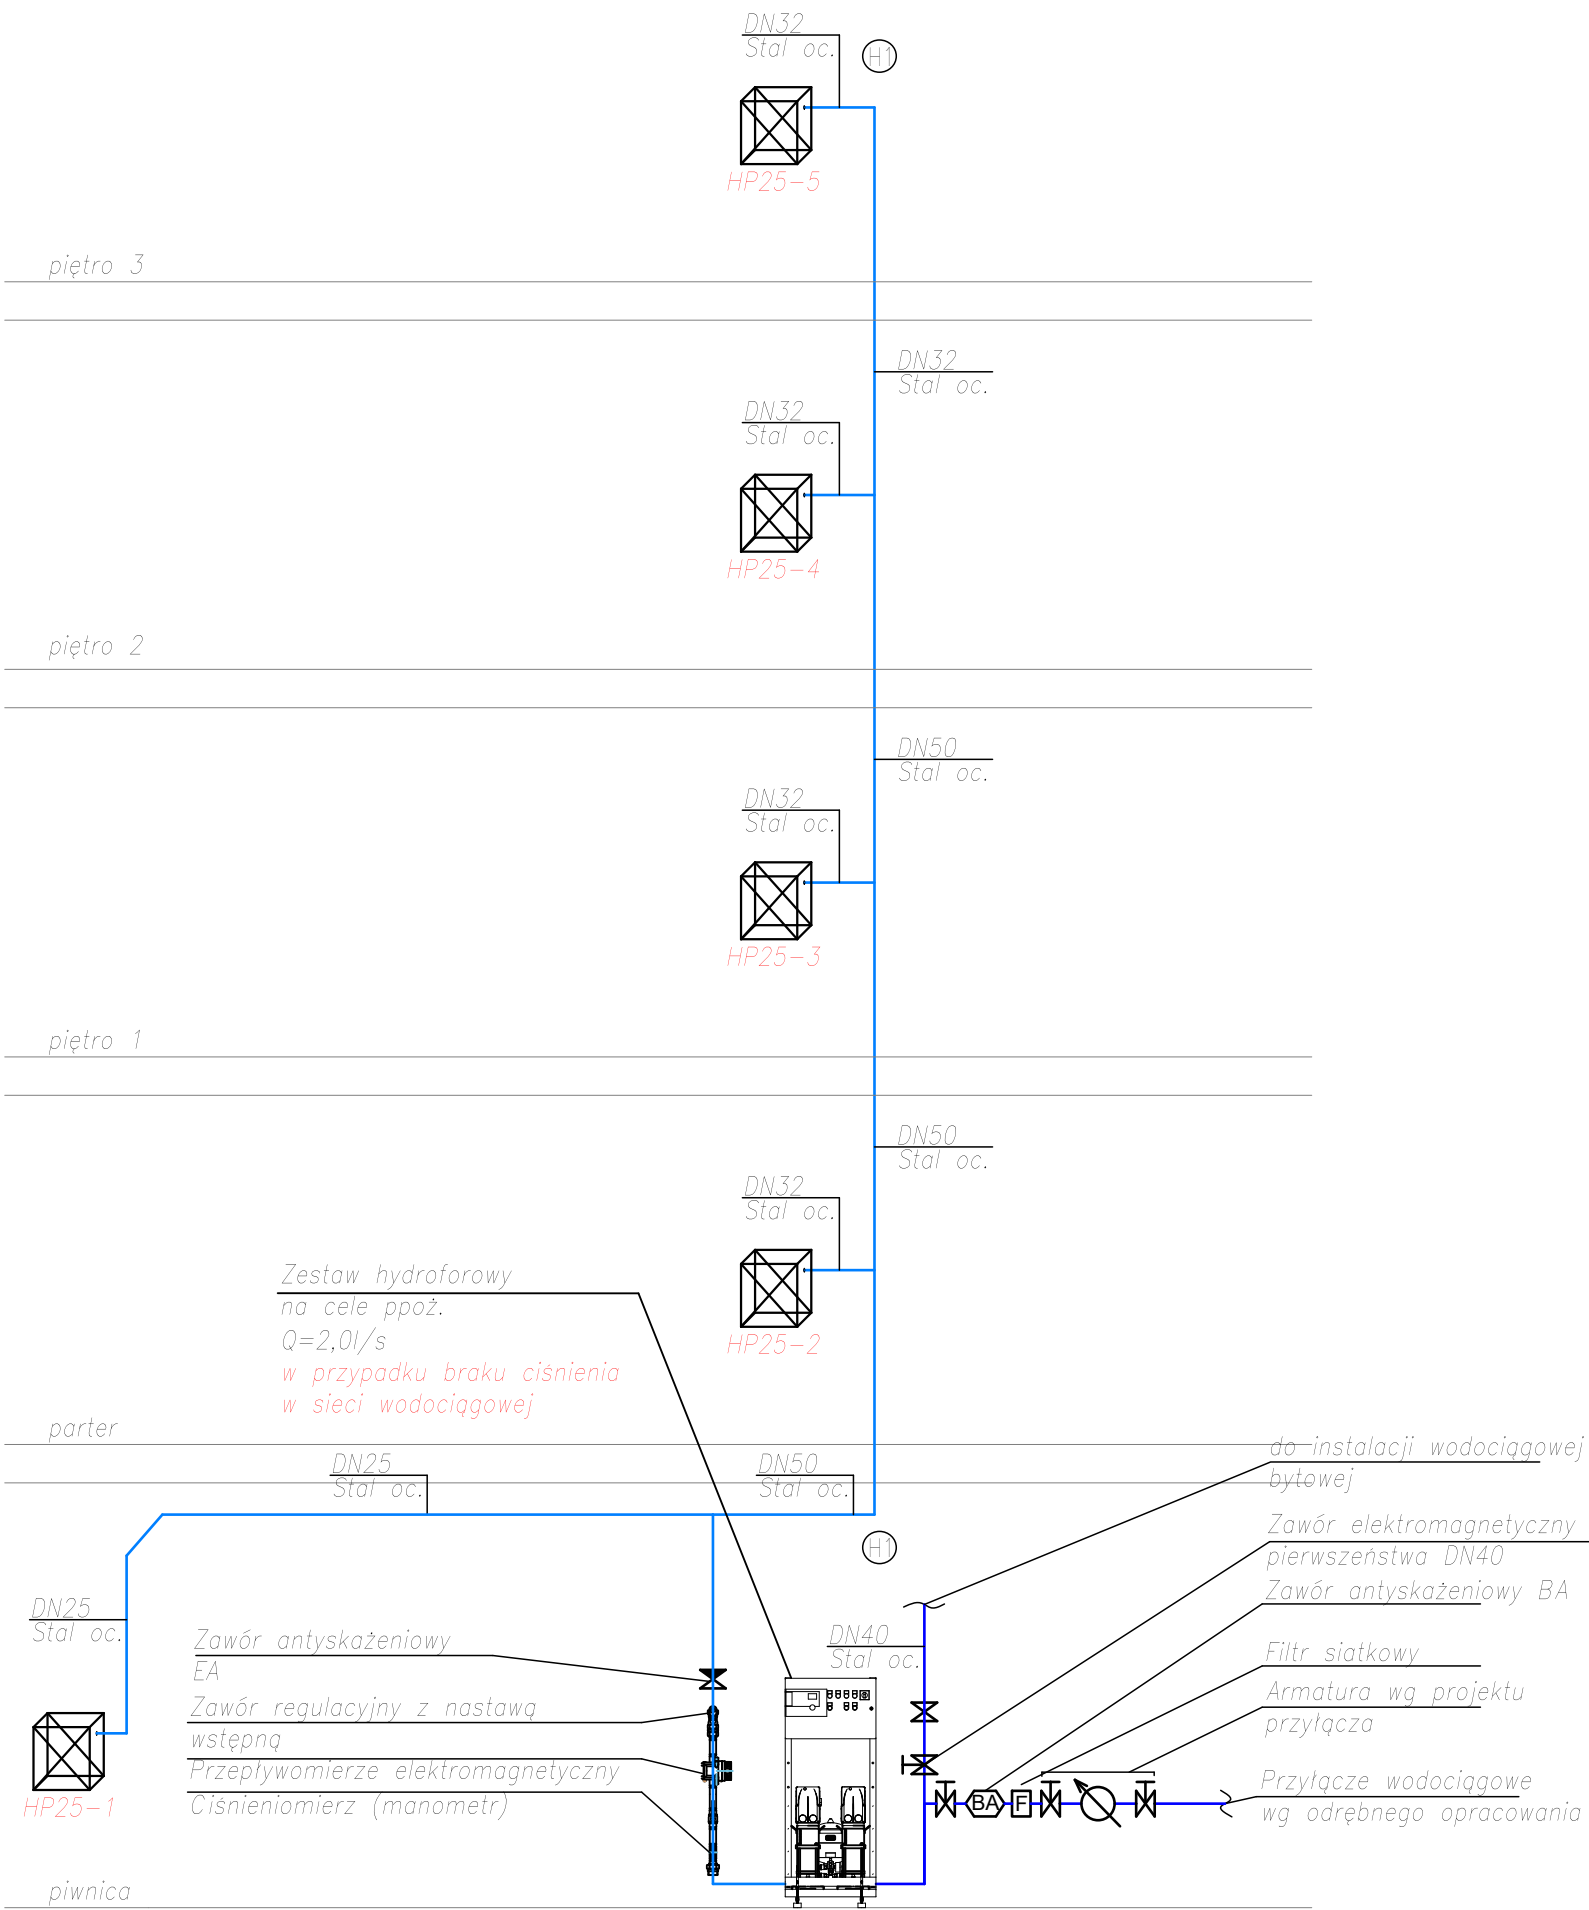 DN32
Stal oc.
H1
HP25-5
piętro 3
DN32
Stal oc.
DN32
Stal oc.
HP25-4
piętro 2
DN50
Stal oc.
DN32
Stal oc.
HP25-3
piętro 1
DN50
Stal oc.
DN32
Stal oc.
HP25-2
Zestaw hydroforowy
na cele ppoż.
Q=2,0l/s
w przypadku braku ciśnienia
w sieci wodociągowej
parter
DN25
Stal oc.
DN50
Stal oc.
do instalacji wodociągowej
bytowej
H1
Zawór elektromagnetyczny
pierwszeństwa DN40
Zawór antyskażeniowy BA
DN25
Stal oc.
Zawór antyskażeniowy
EA
DN40
Stal oc.
Filtr siatkowy
Armatura wg projektu
przyłącza
Zawór regulacyjny z nastawą
wstępną
Przepływomierze elektromagnetyczny
Ciśnieniomierz (manometr)
Przyłącze wodociągowe
wg odrębnego opracowania
BA
F
HP25-1
piwnica